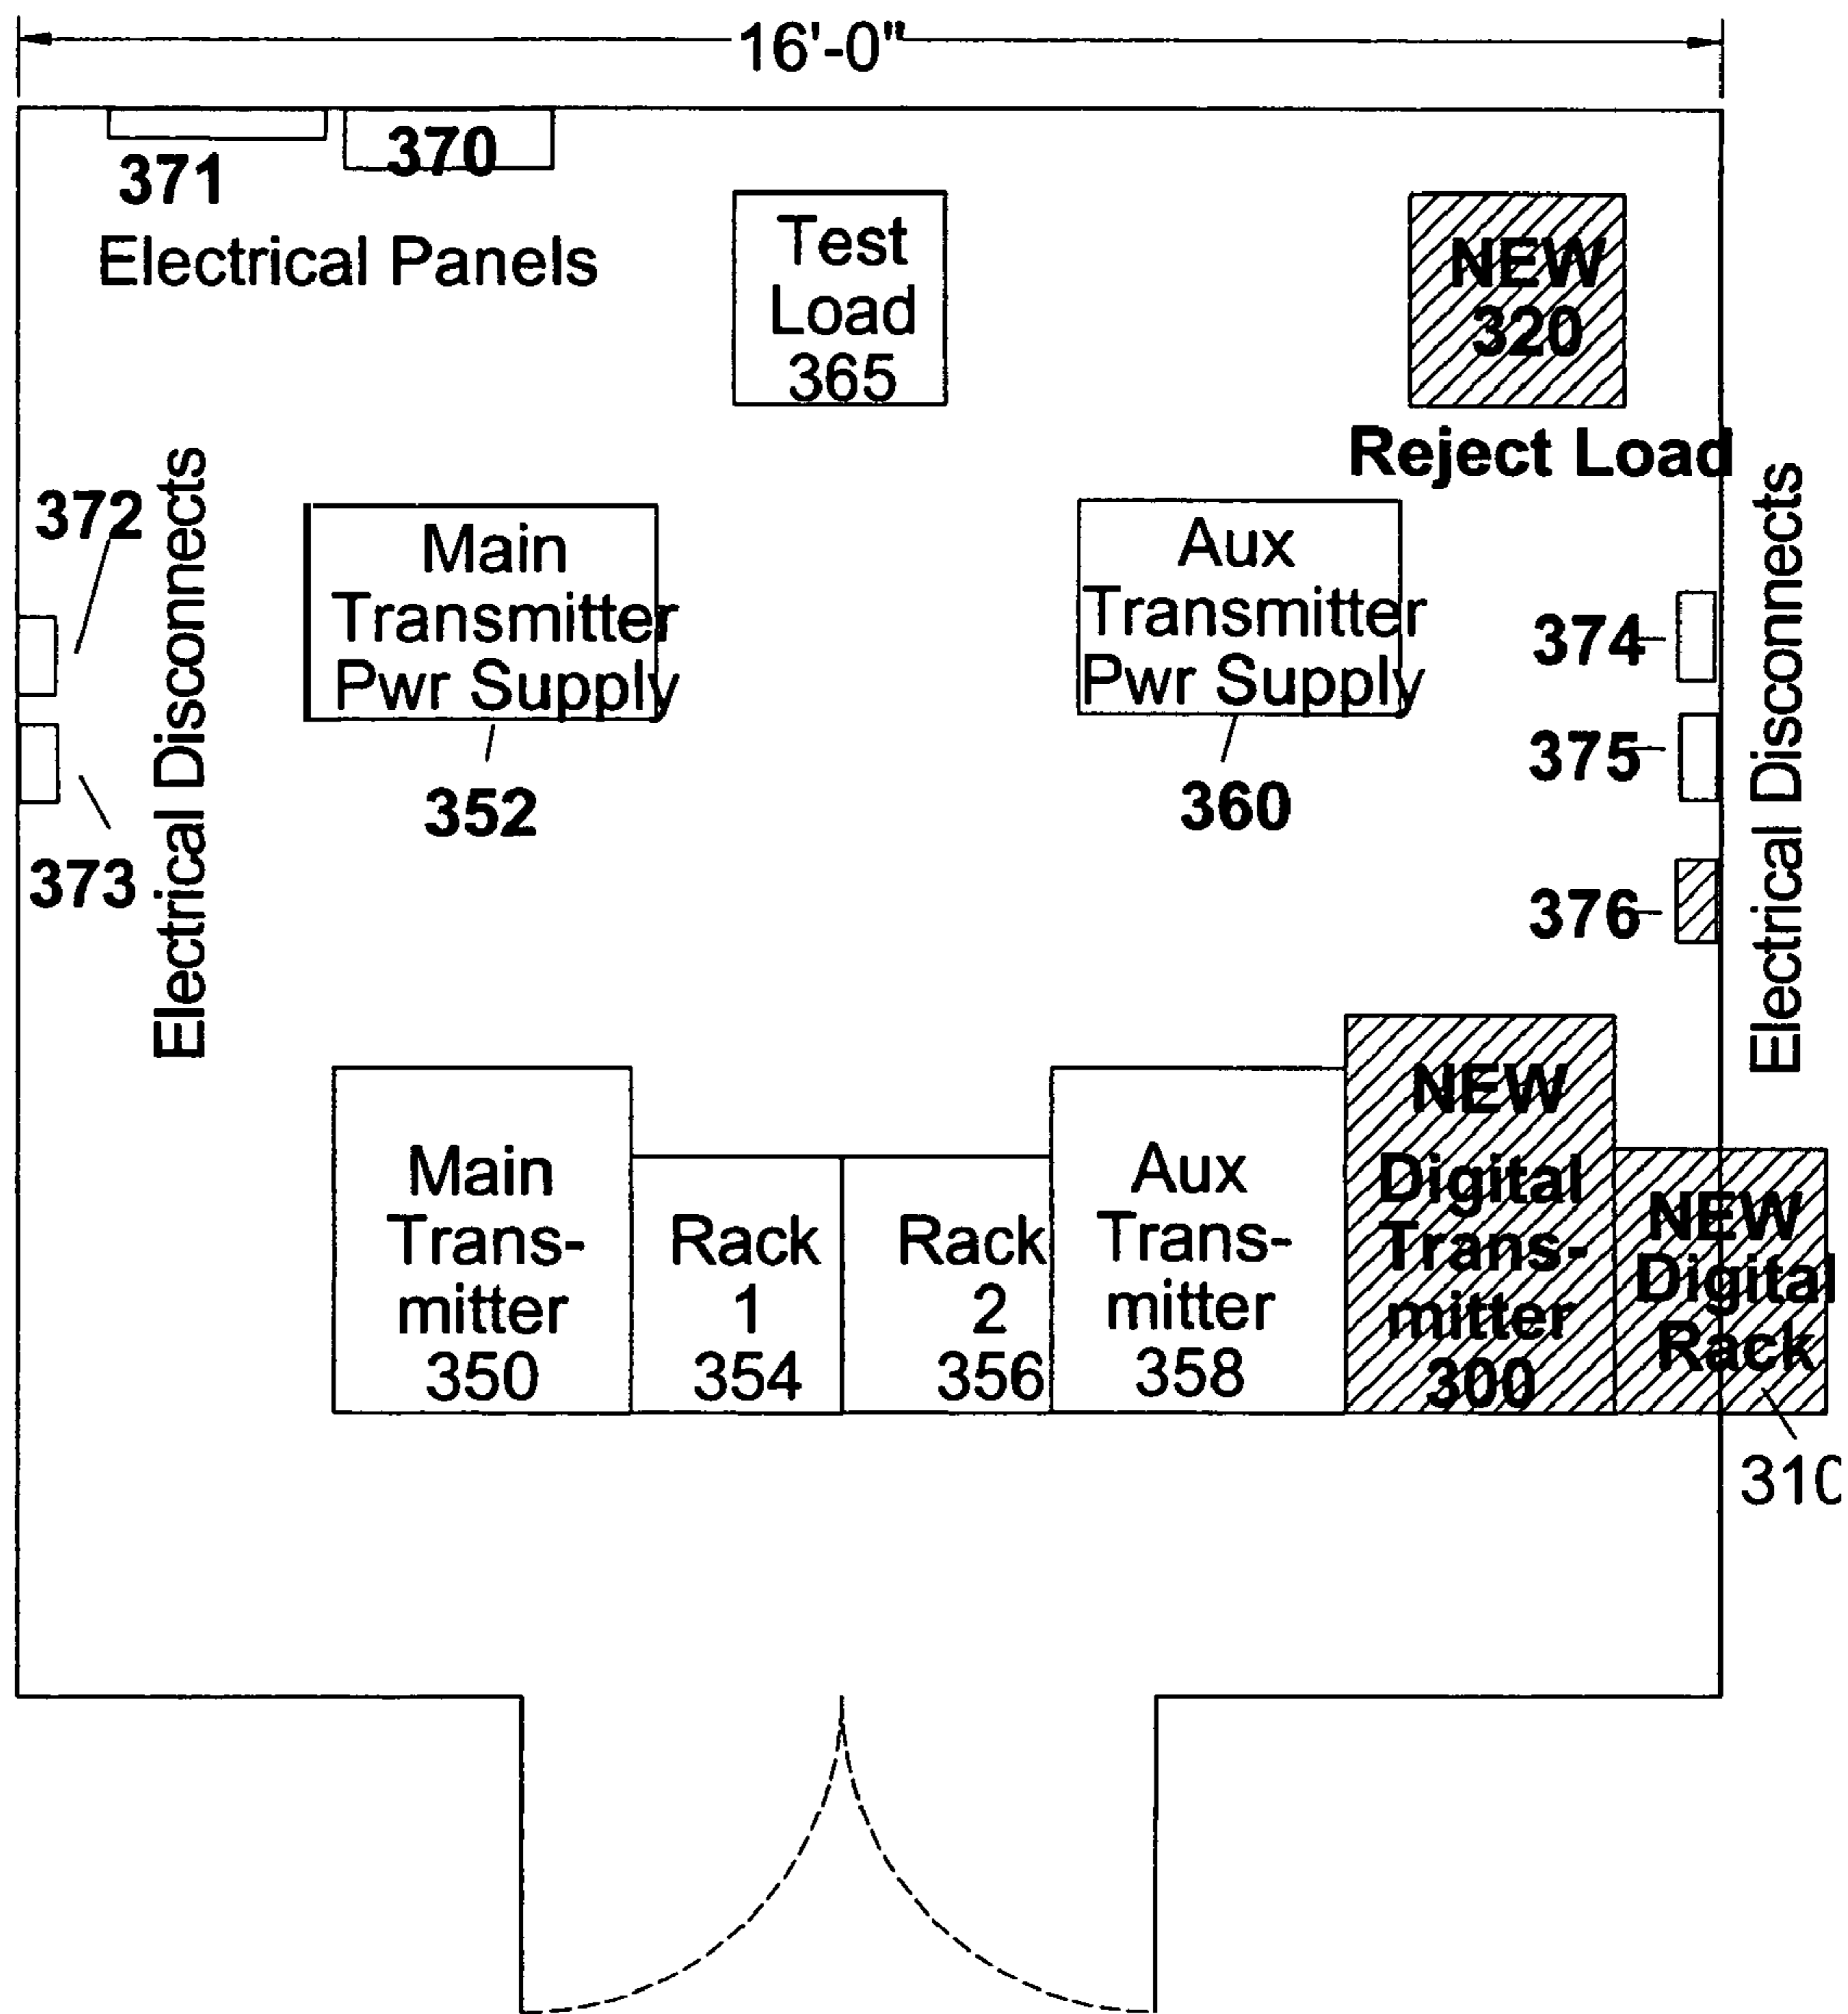 16'-0"
371
370
Electrical Panels
Test
Load
365
NEW
320
Reject Load
372
373
Electrical Disconnects
Main
Transmitter
Pwr Supply
352
Aux
Transmitter
Pwr Supply
360
374
375
376
Electrical Disconnects
Main
Trans-
mitter
350
Rack
1
354
Rack
2
356
Aux
Trans-
mitter
358
NEW
Digital
Trans-
mitter
300
NEW
Digital
Rack
310